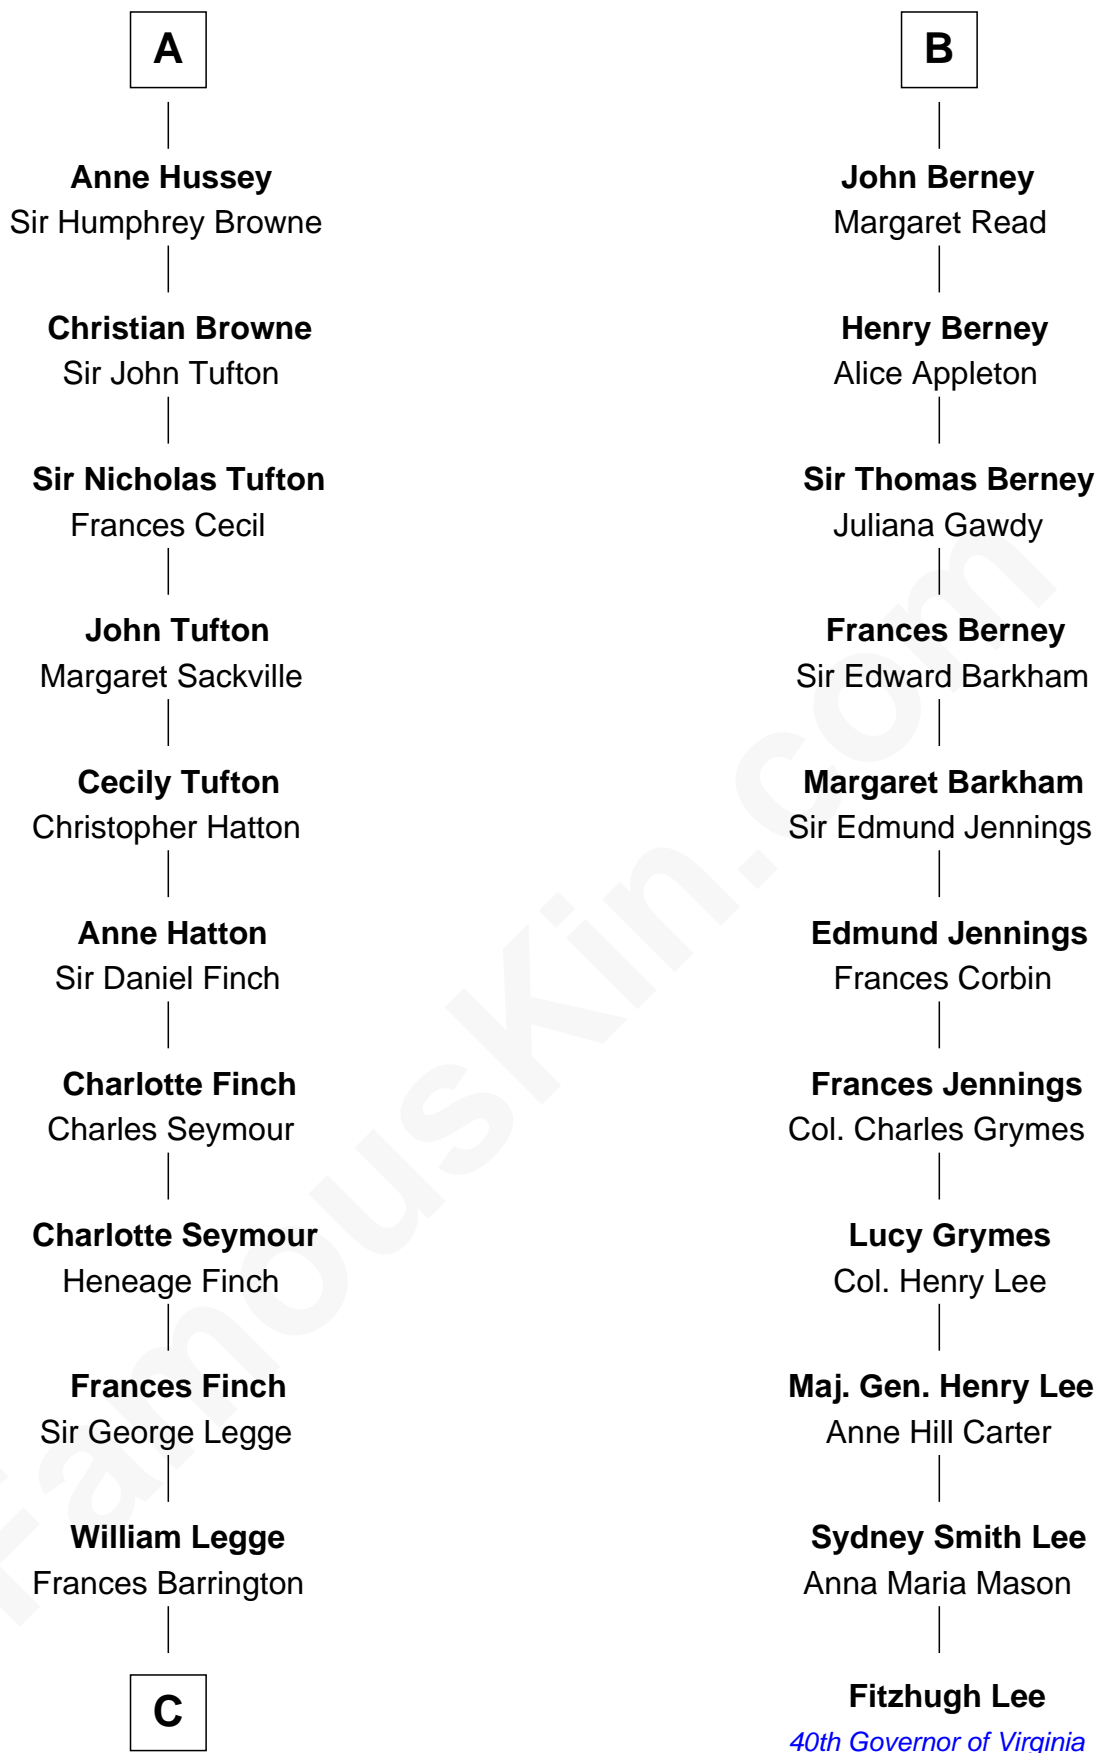 A
Anne Hussey
Sir Humphrey Browne
Christian Browne
Sir John Tufton
Sir Nicholas Tufton
Frances Cecil
John Tufton
Margaret Sackville
Cecily Tufton
Christopher Hatton
Anne Hatton
Sir Daniel Finch
Charlotte Finch
Charles Seymour
Charlotte Seymour
Heneage Finch
Frances Finch
Sir George Legge
William Legge
Frances Barrington
C
B
John Berney
Margaret Read
Henry Berney
Alice Appleton
Sir Thomas Berney
Juliana Gawdy
Frances Berney
Sir Edward Barkham
Margaret Barkham
Sir Edmund Jennings
Edmund Jennings
Frances Corbin
Frances Jennings
Col. Charles Grymes
Lucy Grymes
Col. Henry Lee
Maj. Gen. Henry Lee
Anne Hill Carter
Sydney Smith Lee
Anna Maria Mason
Fitzhugh Lee
40th Governor of Virginia
FamousKin.com